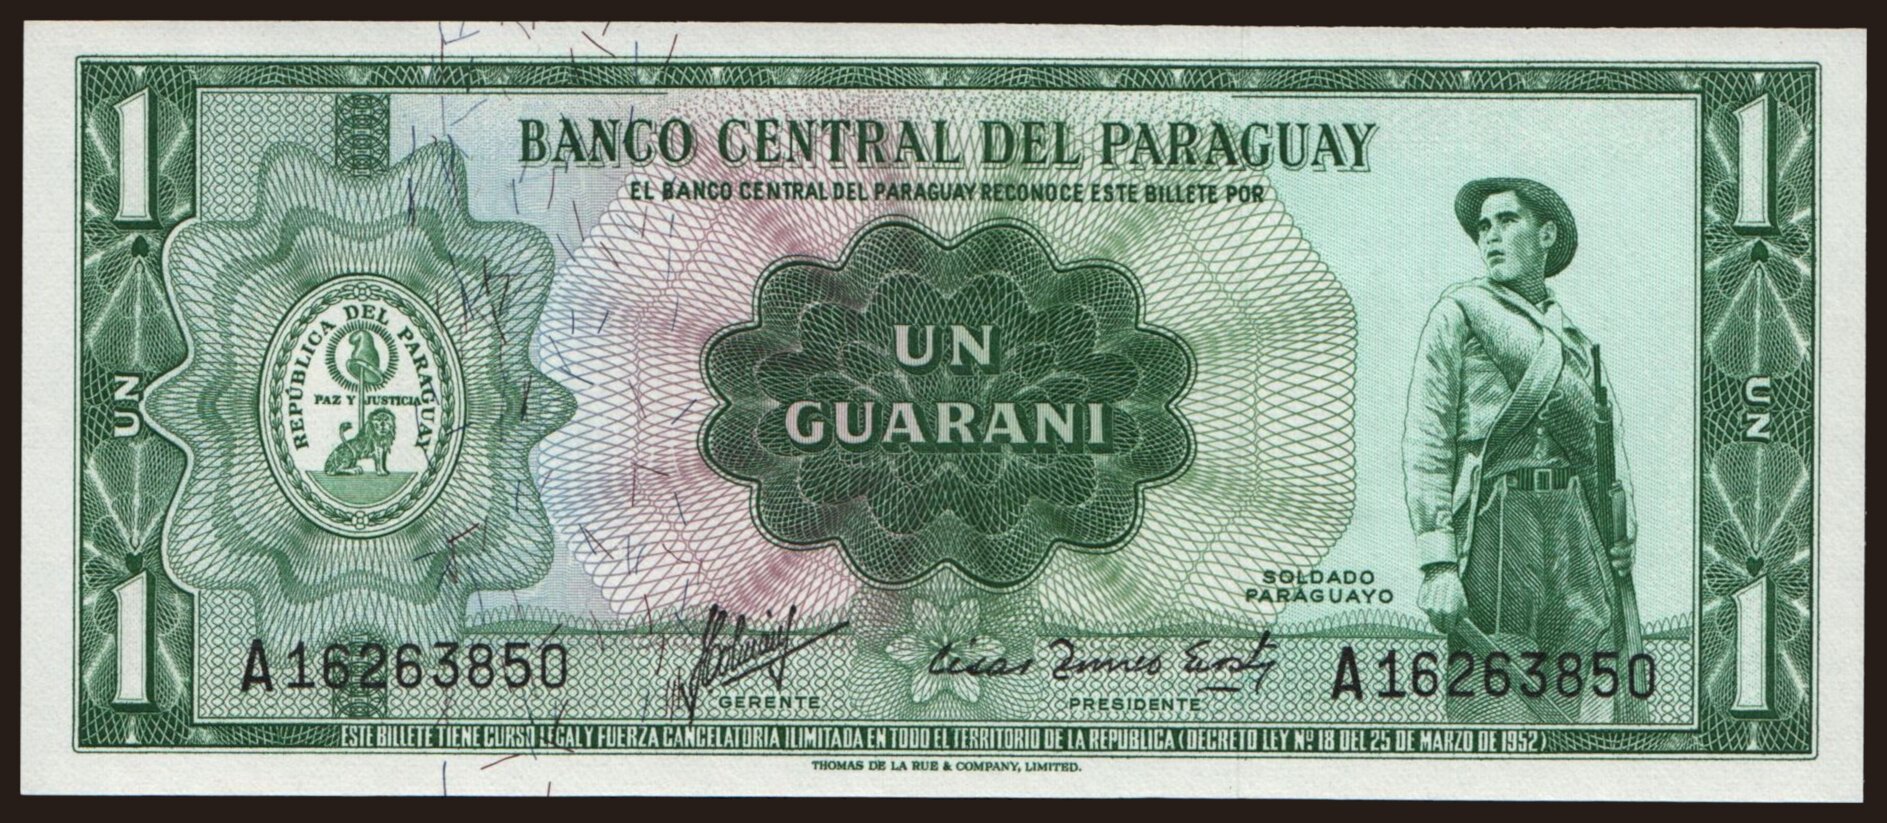 1
1
BANCO CENTRAL DEL PARAGUAY
EL BANCO CENTRAL DEL PARAGUAY RECONOCE ESTE BILLETE POR
REPÚBLICA DEL PARAGUAY
PAZ Y JUSTICIA
UN
GUARANI
UN
UN
SOLDADO
PARAGUAYO
A16263850
A16263850
GERENTE
PRESIDENTE
1
1
ESTE BILLETE TIENE CURSO LEGAL Y FUERZA CANCELATORIA ILIMITADA EN TODO EL TERRITORIO DE LA REPUBLICA (DECRETO LEY Nº 18 DEL 25 DE MARZO DE 1952)
THOMAS DE LA RUE & COMPANY, LIMITED.